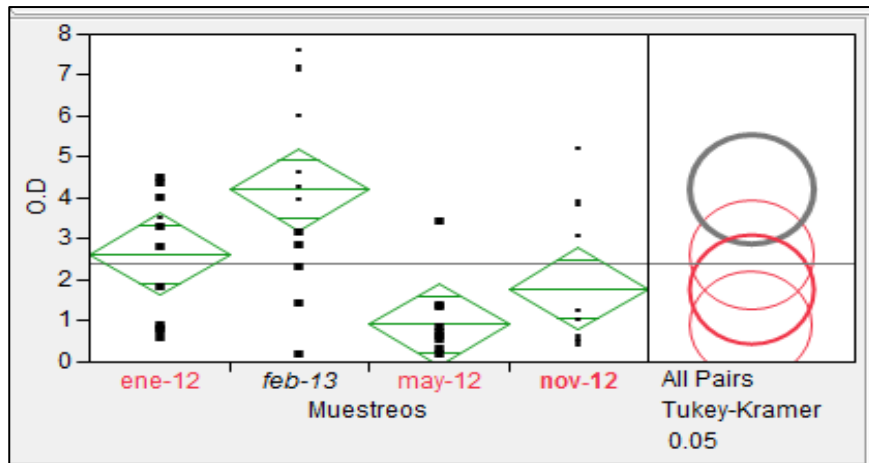 8
7
6
5
4
3
2
1
0
O.D
ene-12
feb-13
may-12
nov-12
Muestreos
All Pairs
Tukey-Kramer
0.05